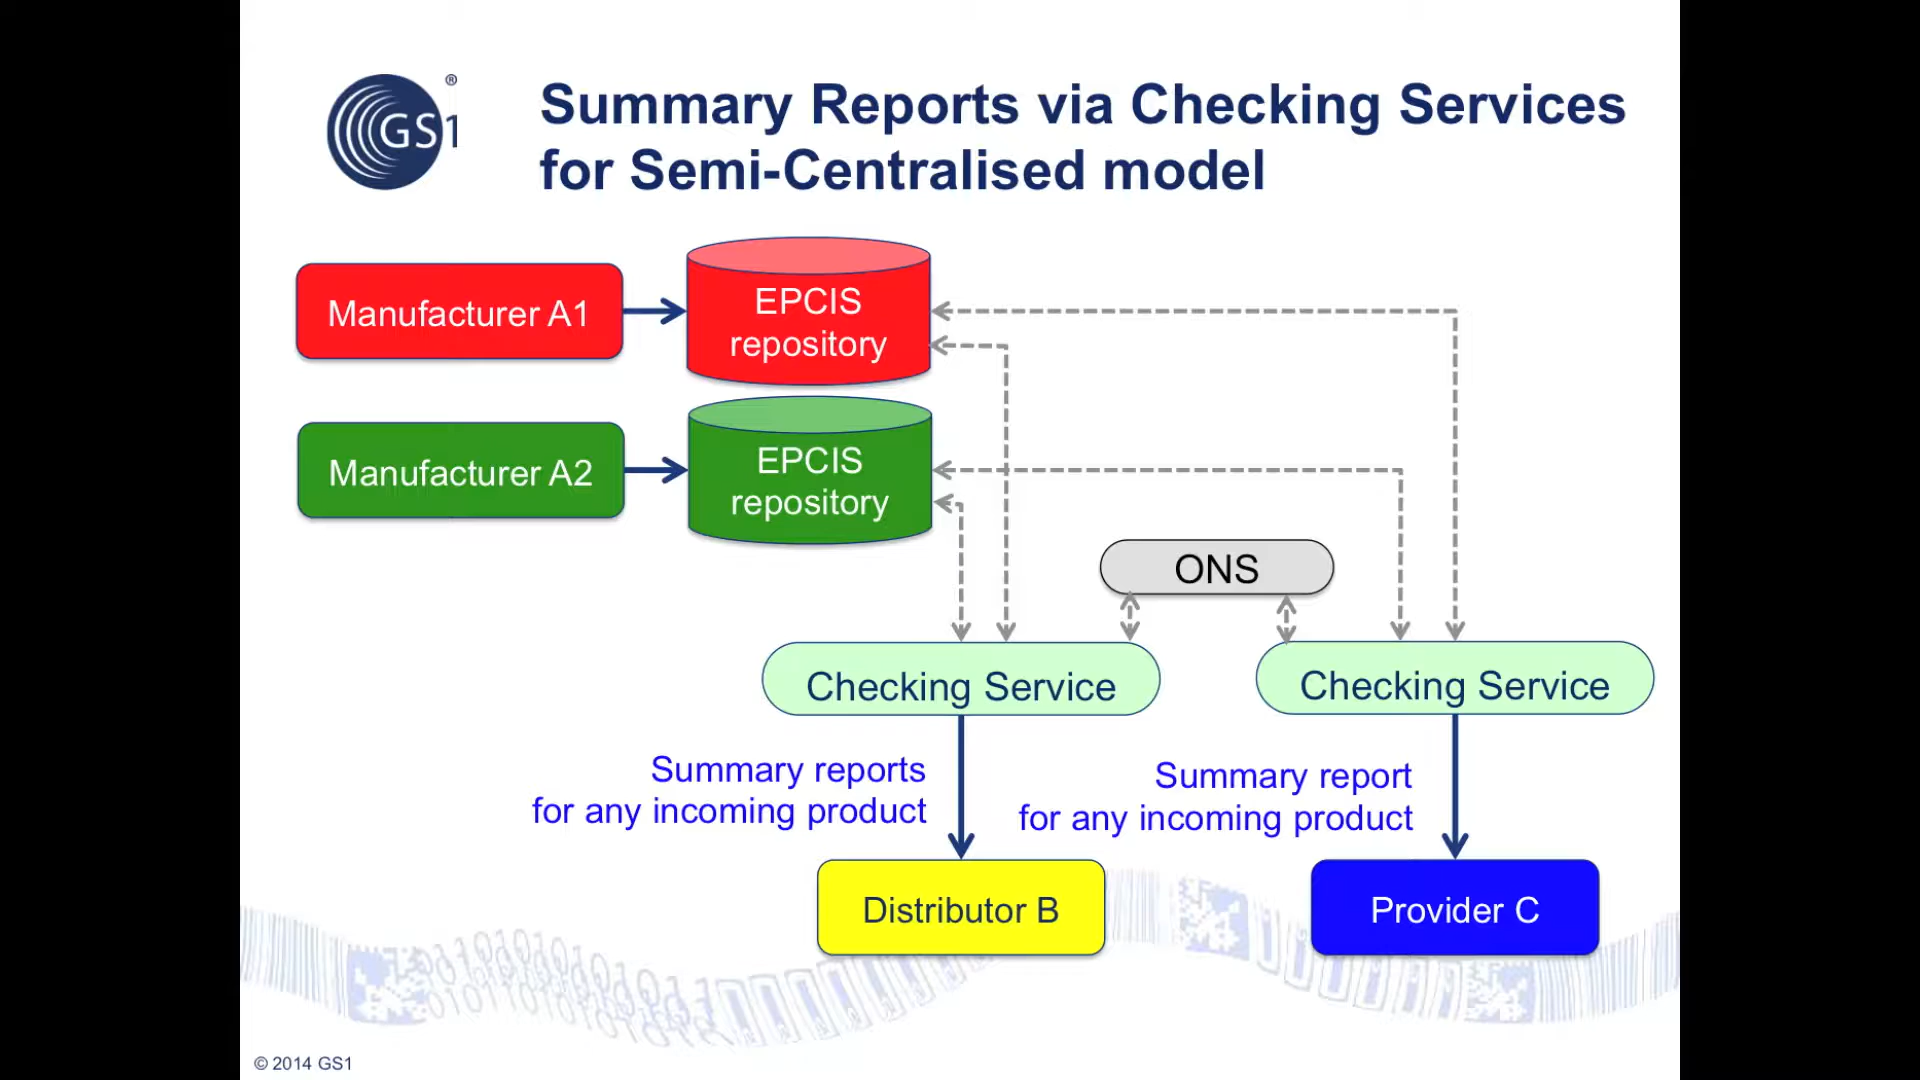 GS1®
Summary Reports via Checking Services
for Semi-Centralised model
Manufacturer A1
EPCIS
repository
Manufacturer A2
EPCIS
repository
ONS
Checking Service
Checking Service
Summary reports
for any incoming product
Summary report
for any incoming product
Distributor B
Provider C
© 2014 GS1